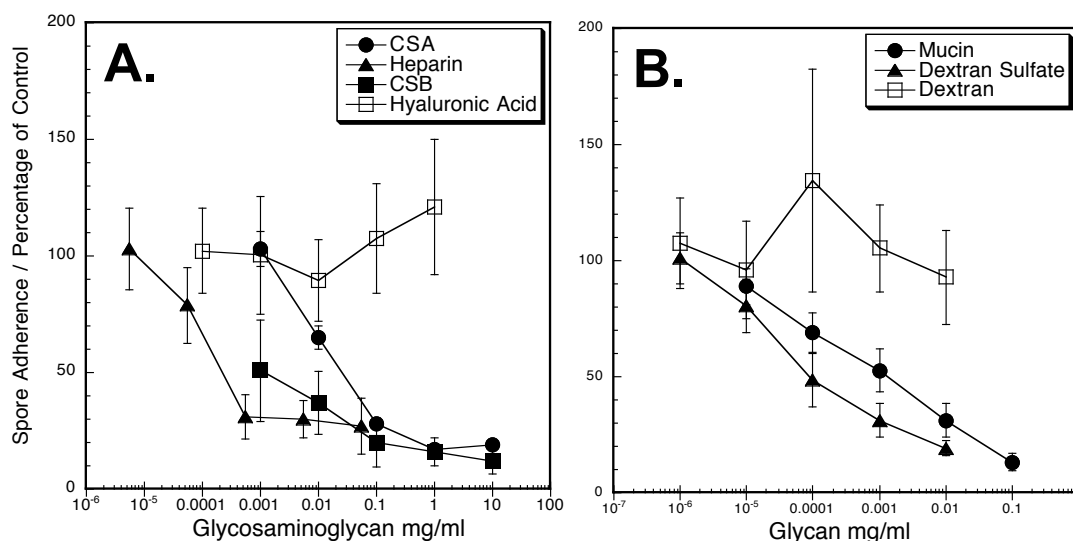 A.
CSA
Heparin
CSB
Hyaluronic Acid
Spore Adherence / Percentage of Control
200
150
100
50
0
10⁻⁶ 10⁻⁵ 0.0001 0.001 0.01 0.1 1 10 100
Glycosaminoglycan mg/ml
B.
Mucin
Dextran Sulfate
Dextran
200
150
100
50
0
10⁻⁷ 10⁻⁶ 10⁻⁵ 0.0001 0.001 0.01 0.1 1
Glycan mg/ml